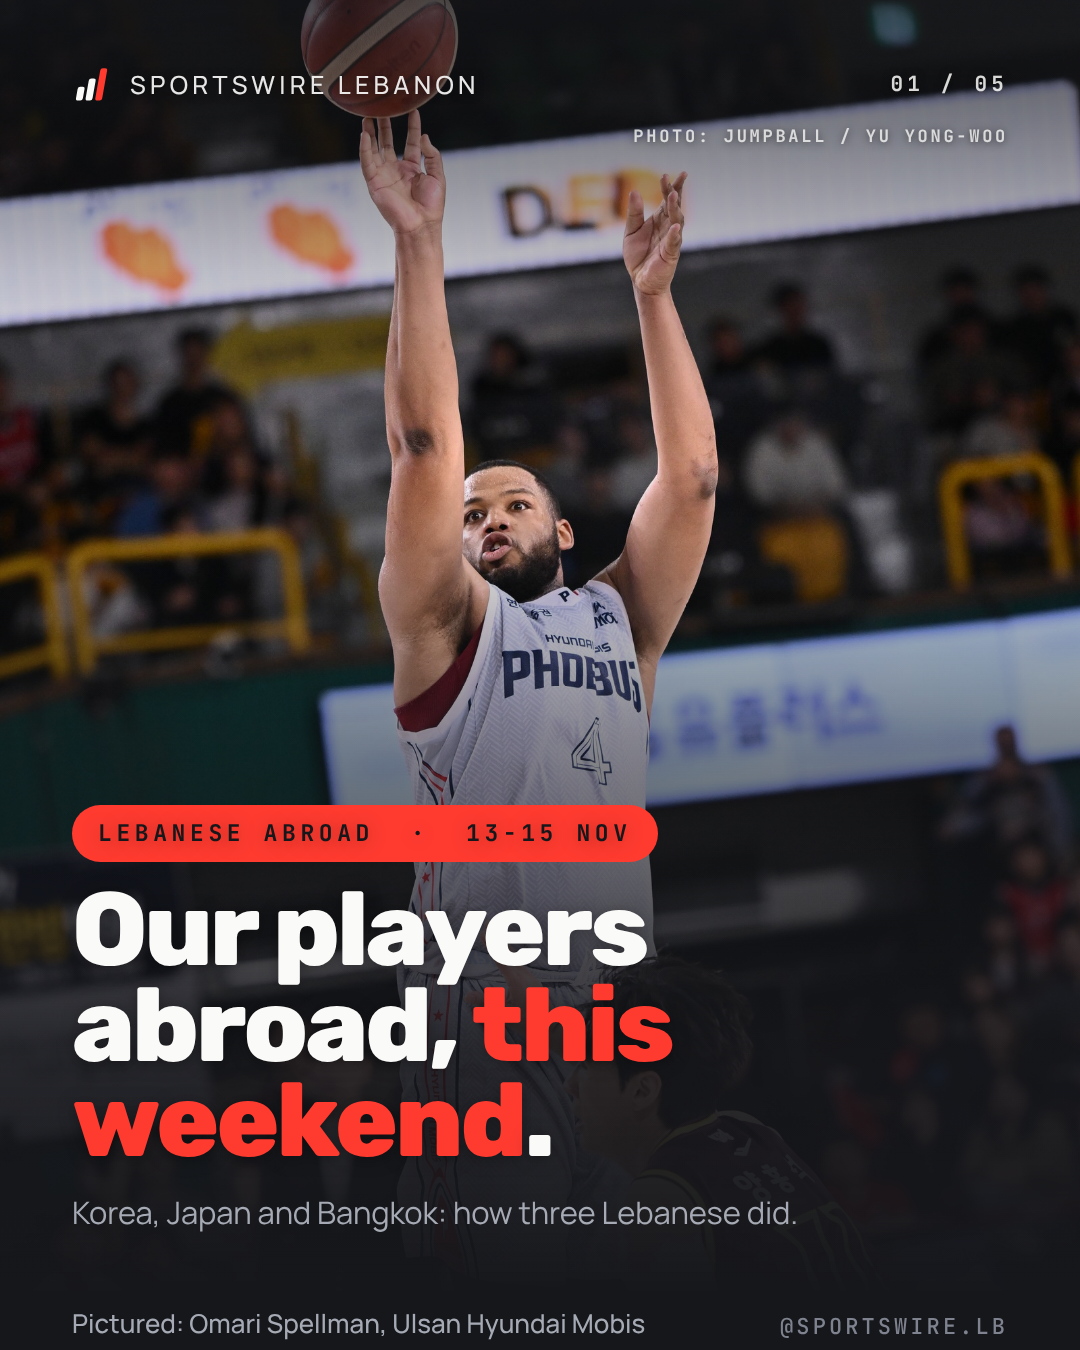 SPORTSWIRE LEBANON
01 / 05
PHOTO: JUMPBALL / YU YONG-WOO
HYUNDAI
PHOEBUS
4
LEBANESE ABROAD · 13-15 NOV
Our players
abroad, this
weekend.
Korea, Japan and Bangkok: how three Lebanese did.
Pictured: Omari Spellman, Ulsan Hyundai Mobis
@SPORTSWIRE.LB